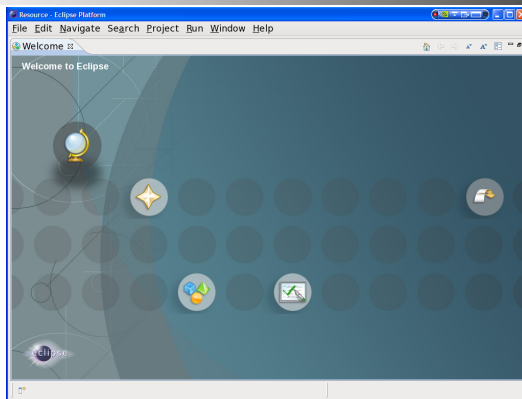 Resource - Eclipse Platform
File Edit Navigate Search Project Run Window Help
Welcome
Welcome to Eclipse
eclipse